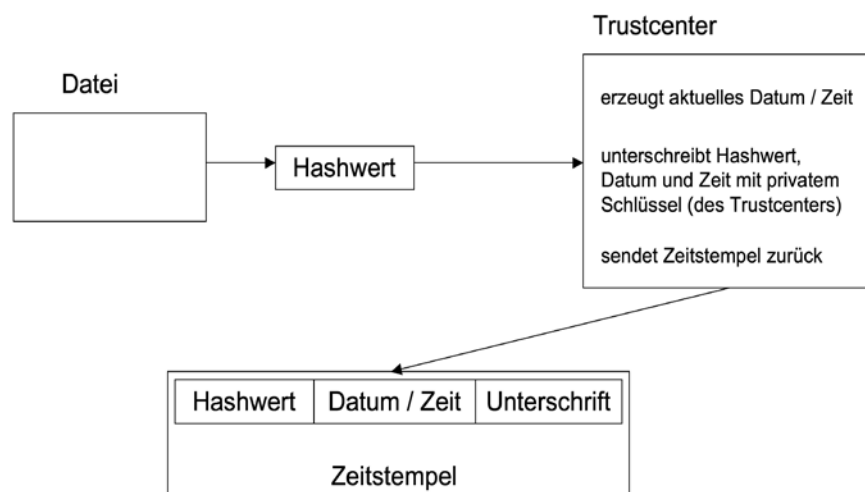 Trustcenter
Datei
erzeugt aktuelles Datum / Zeit
Hashwert
unterschreibt Hashwert,
Datum und Zeit mit privatem
Schlüssel (des Trustcenters)
sendet Zeitstempel zurück
Hashwert
Datum / Zeit
Unterschrift
Zeitstempel